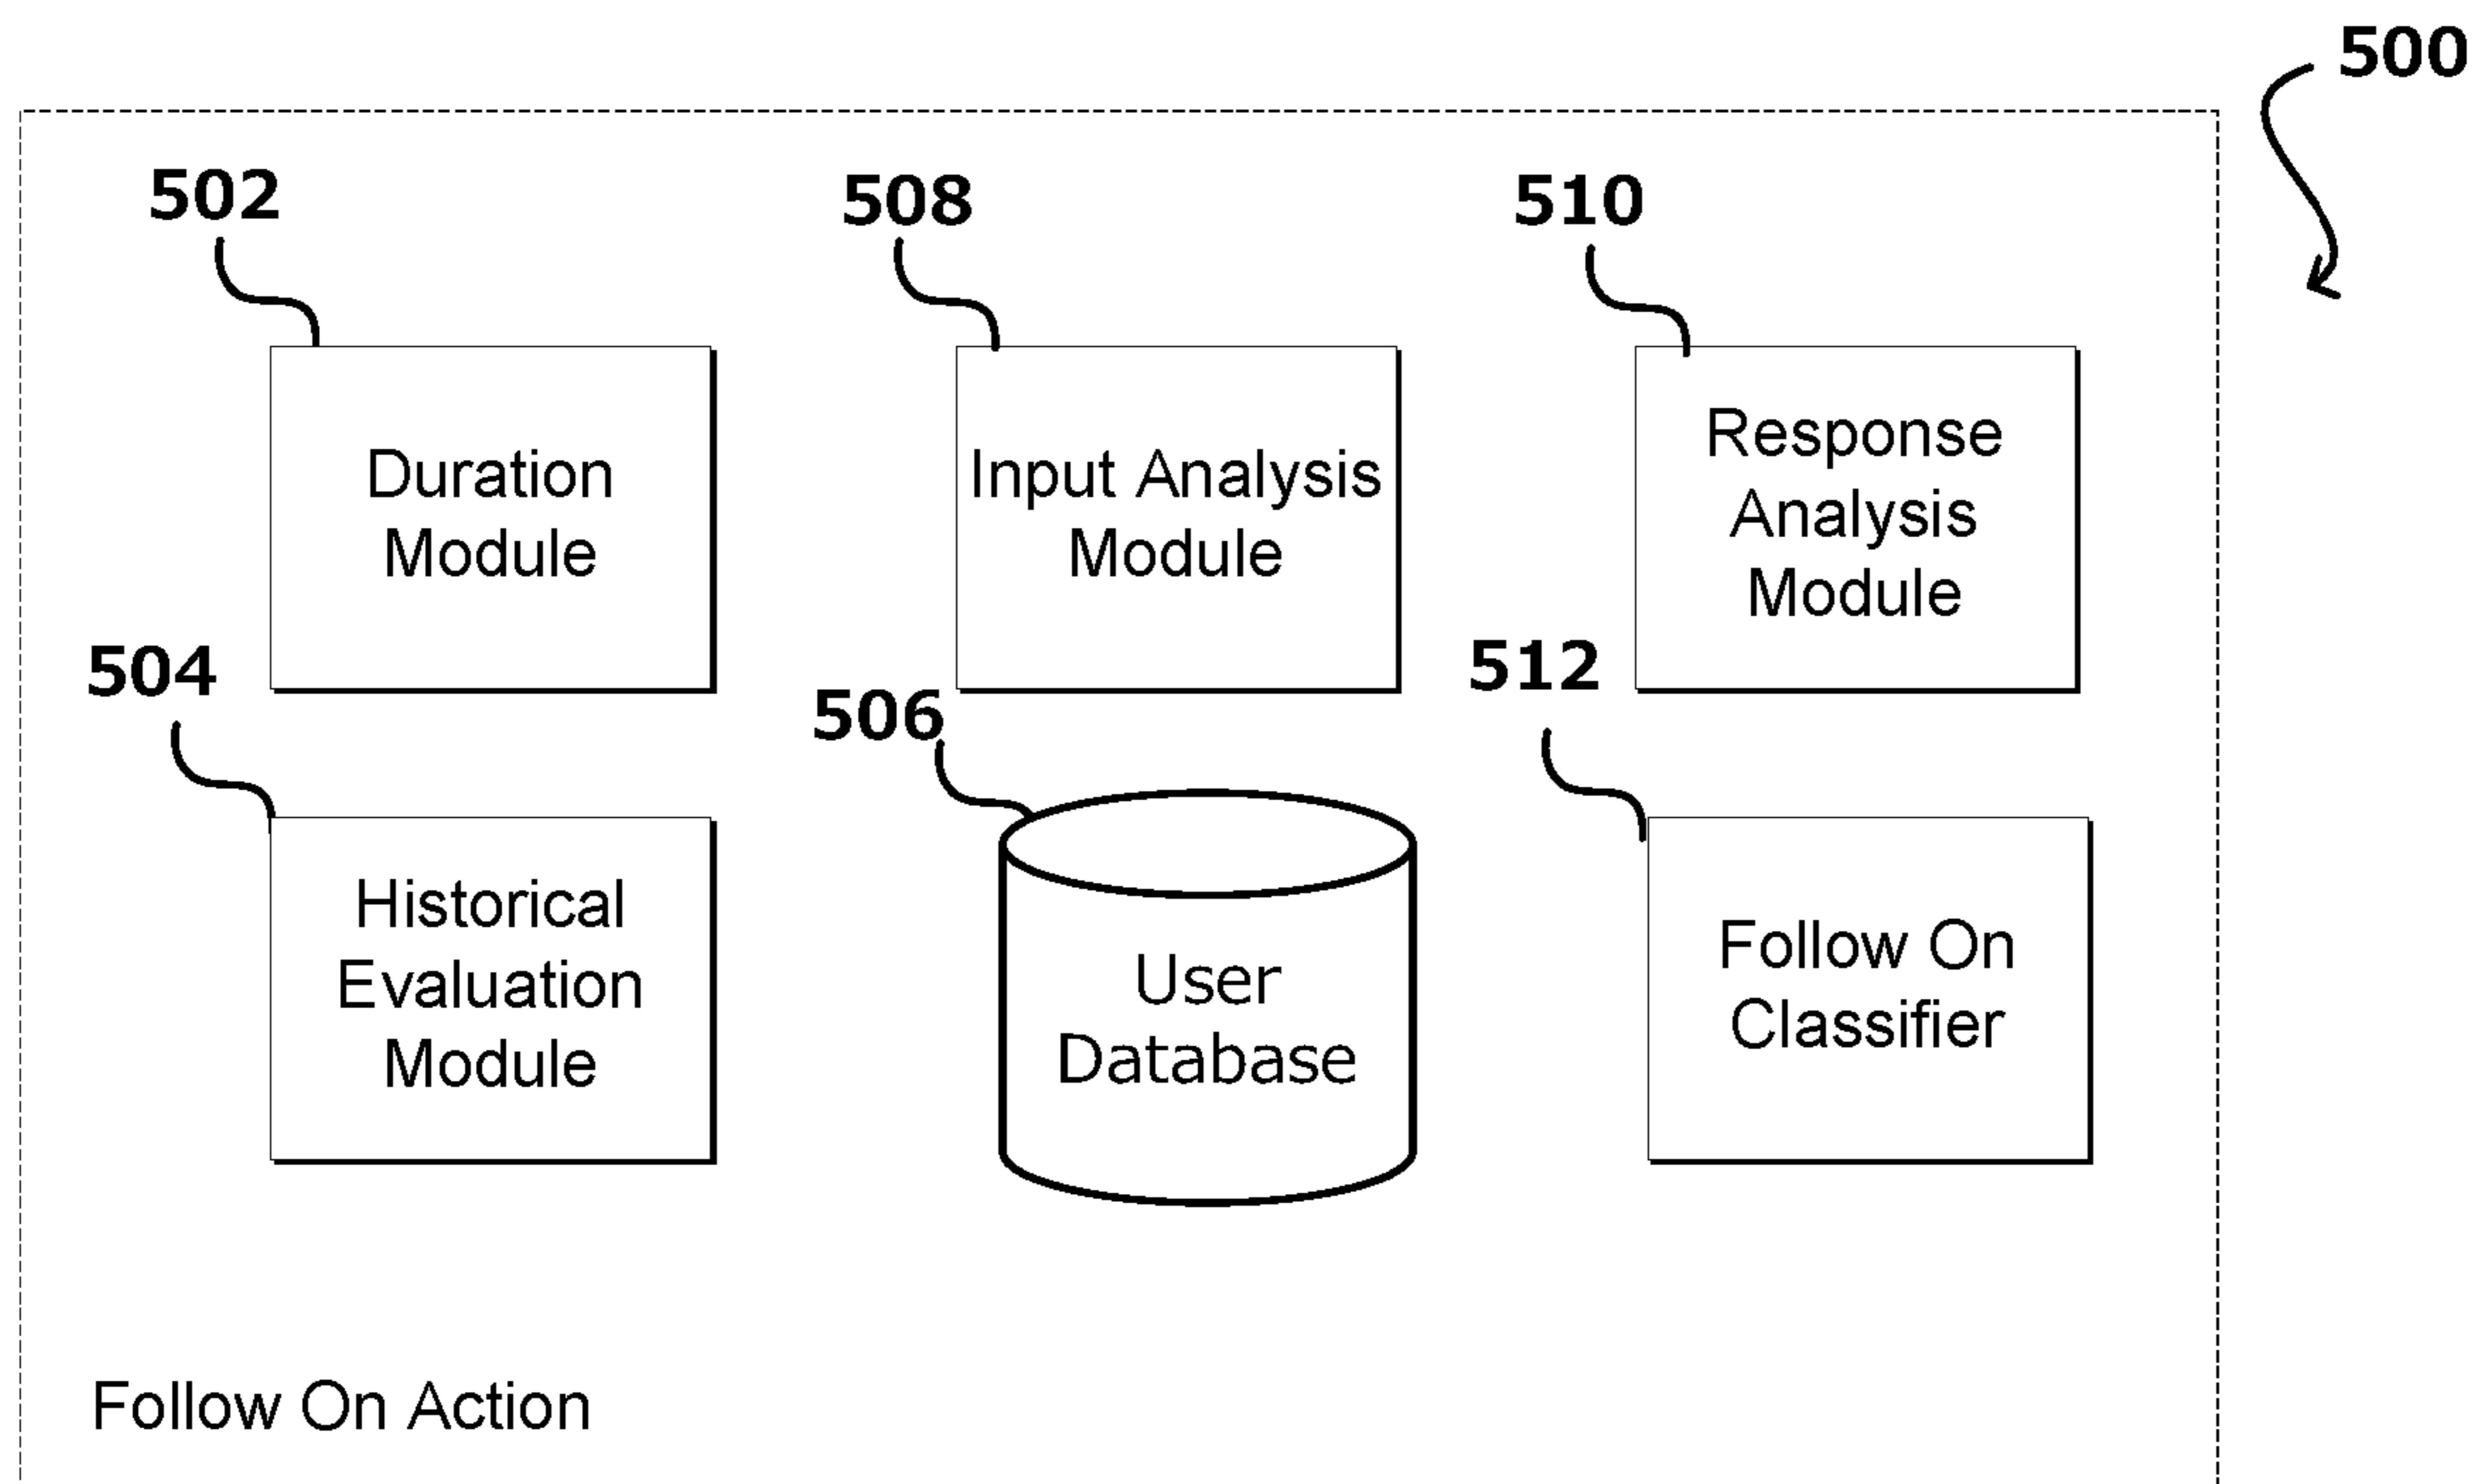 500
502
508
510
Duration
Module
Input Analysis
Module
Response
Analysis
Module
504
506
512
Historical
Evaluation
Module
User
Database
Follow On
Classifier
Follow On Action